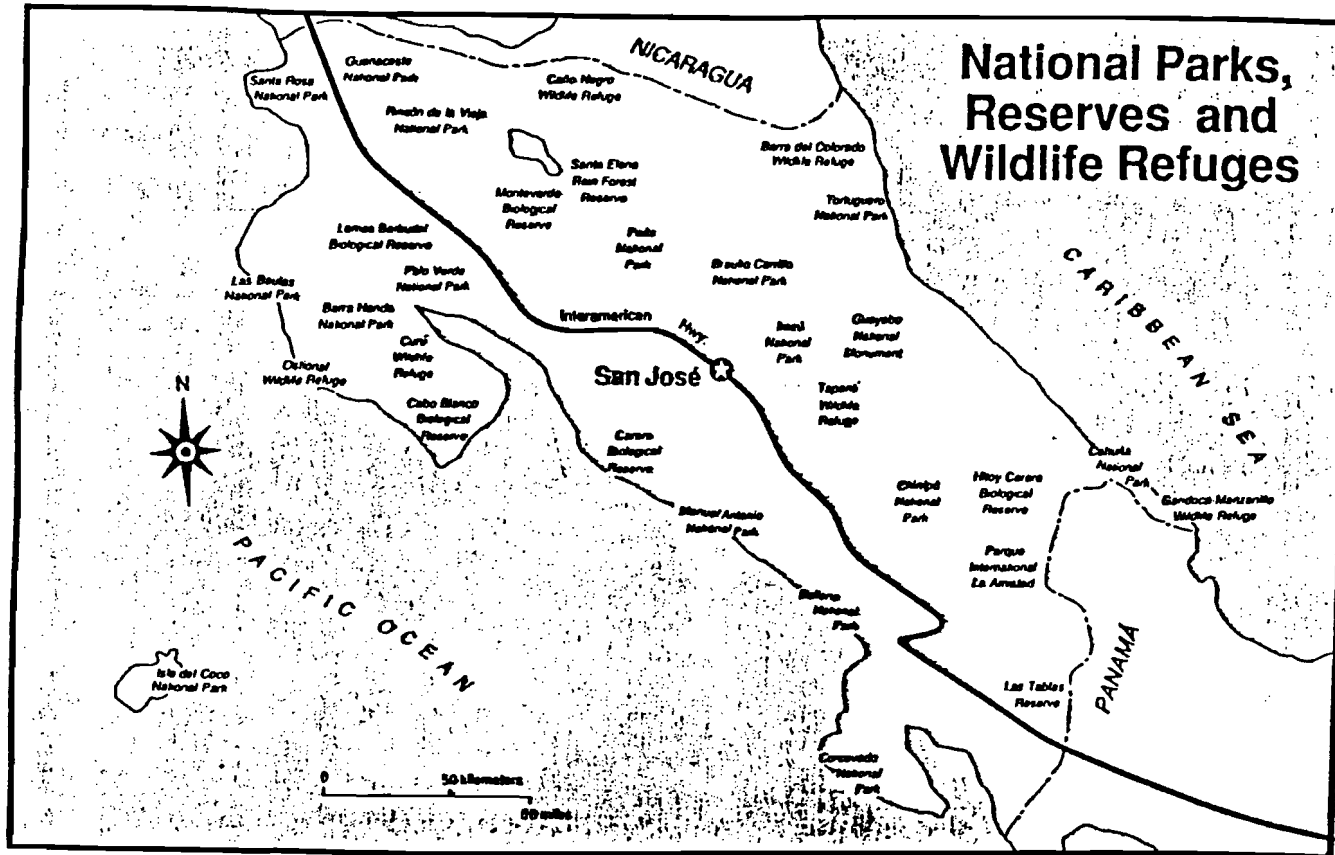 National Parks,
Reserves and
Wildlife Refuges
NICARAGUA
Guanacaste
National Park
Santa Rosa
National Park
Caño Negro
Wildlife Refuge
Rincón de la Vieja
National Park
Barra del Colorado
Wildlife Refuge
Santa Elena
Rain Forest
Reserve
Monteverde
Biological
Reserve
Tortuguero
National Park
Lomas Barbudal
Biological Reserve
National
Park
Braulio Carrillo
National Park
Palo Verde
National Park
Las Baulas
National Park
Barra Honda
National Park
Interamerican
Hwy.
National
Park
Guayabo
National
Monument
CARIBBEAN SEA
Curú
Wildlife
Refuge
Ostional
Wildlife Refuge
San José
Wildlife
Refuge
N
Cabo Blanco
Biological
Reserve
Carara
Biological
Reserve
Cahuita
National
Park
Gandoca-Manzanillo
Wildlife Refuge
National
Park
Hitoy Carara
Biological
Reserve
Manuel Antonio
National Park
Parque
International
La Amistad
Ballena
National
Park
PACIFIC OCEAN
Isla del Coco
National Park
Las Tablas
Reserve
PANAMA
Corcovado
National
Park
0
50 kilometers
50 miles